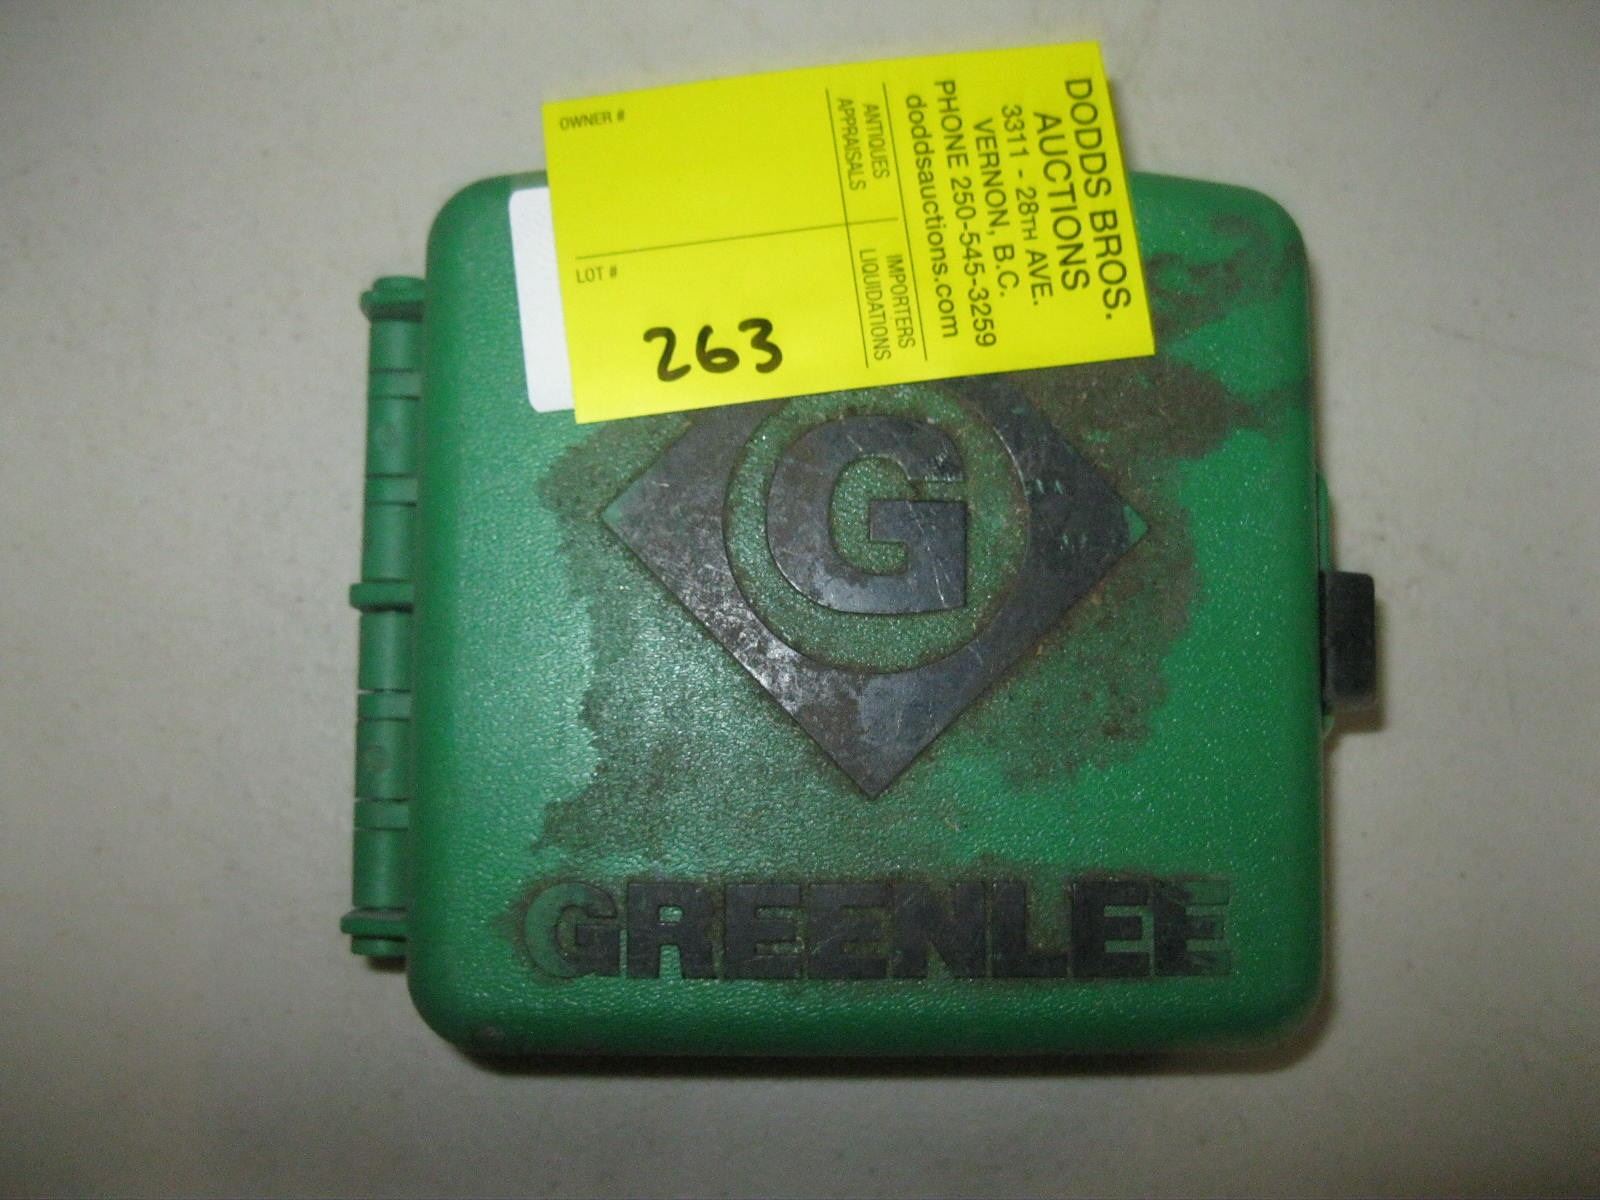 DODDS BROS.
AUCTIONS
3311 - 28TH AVE.
VERNON, B.C.
PHONE 250-545-3259
doddsauctions.com
ANTIQUES IMPORTERS
APPRAISALS LIQUIDATIONS
OWNER #
LOT #
263
G
GREENLEE